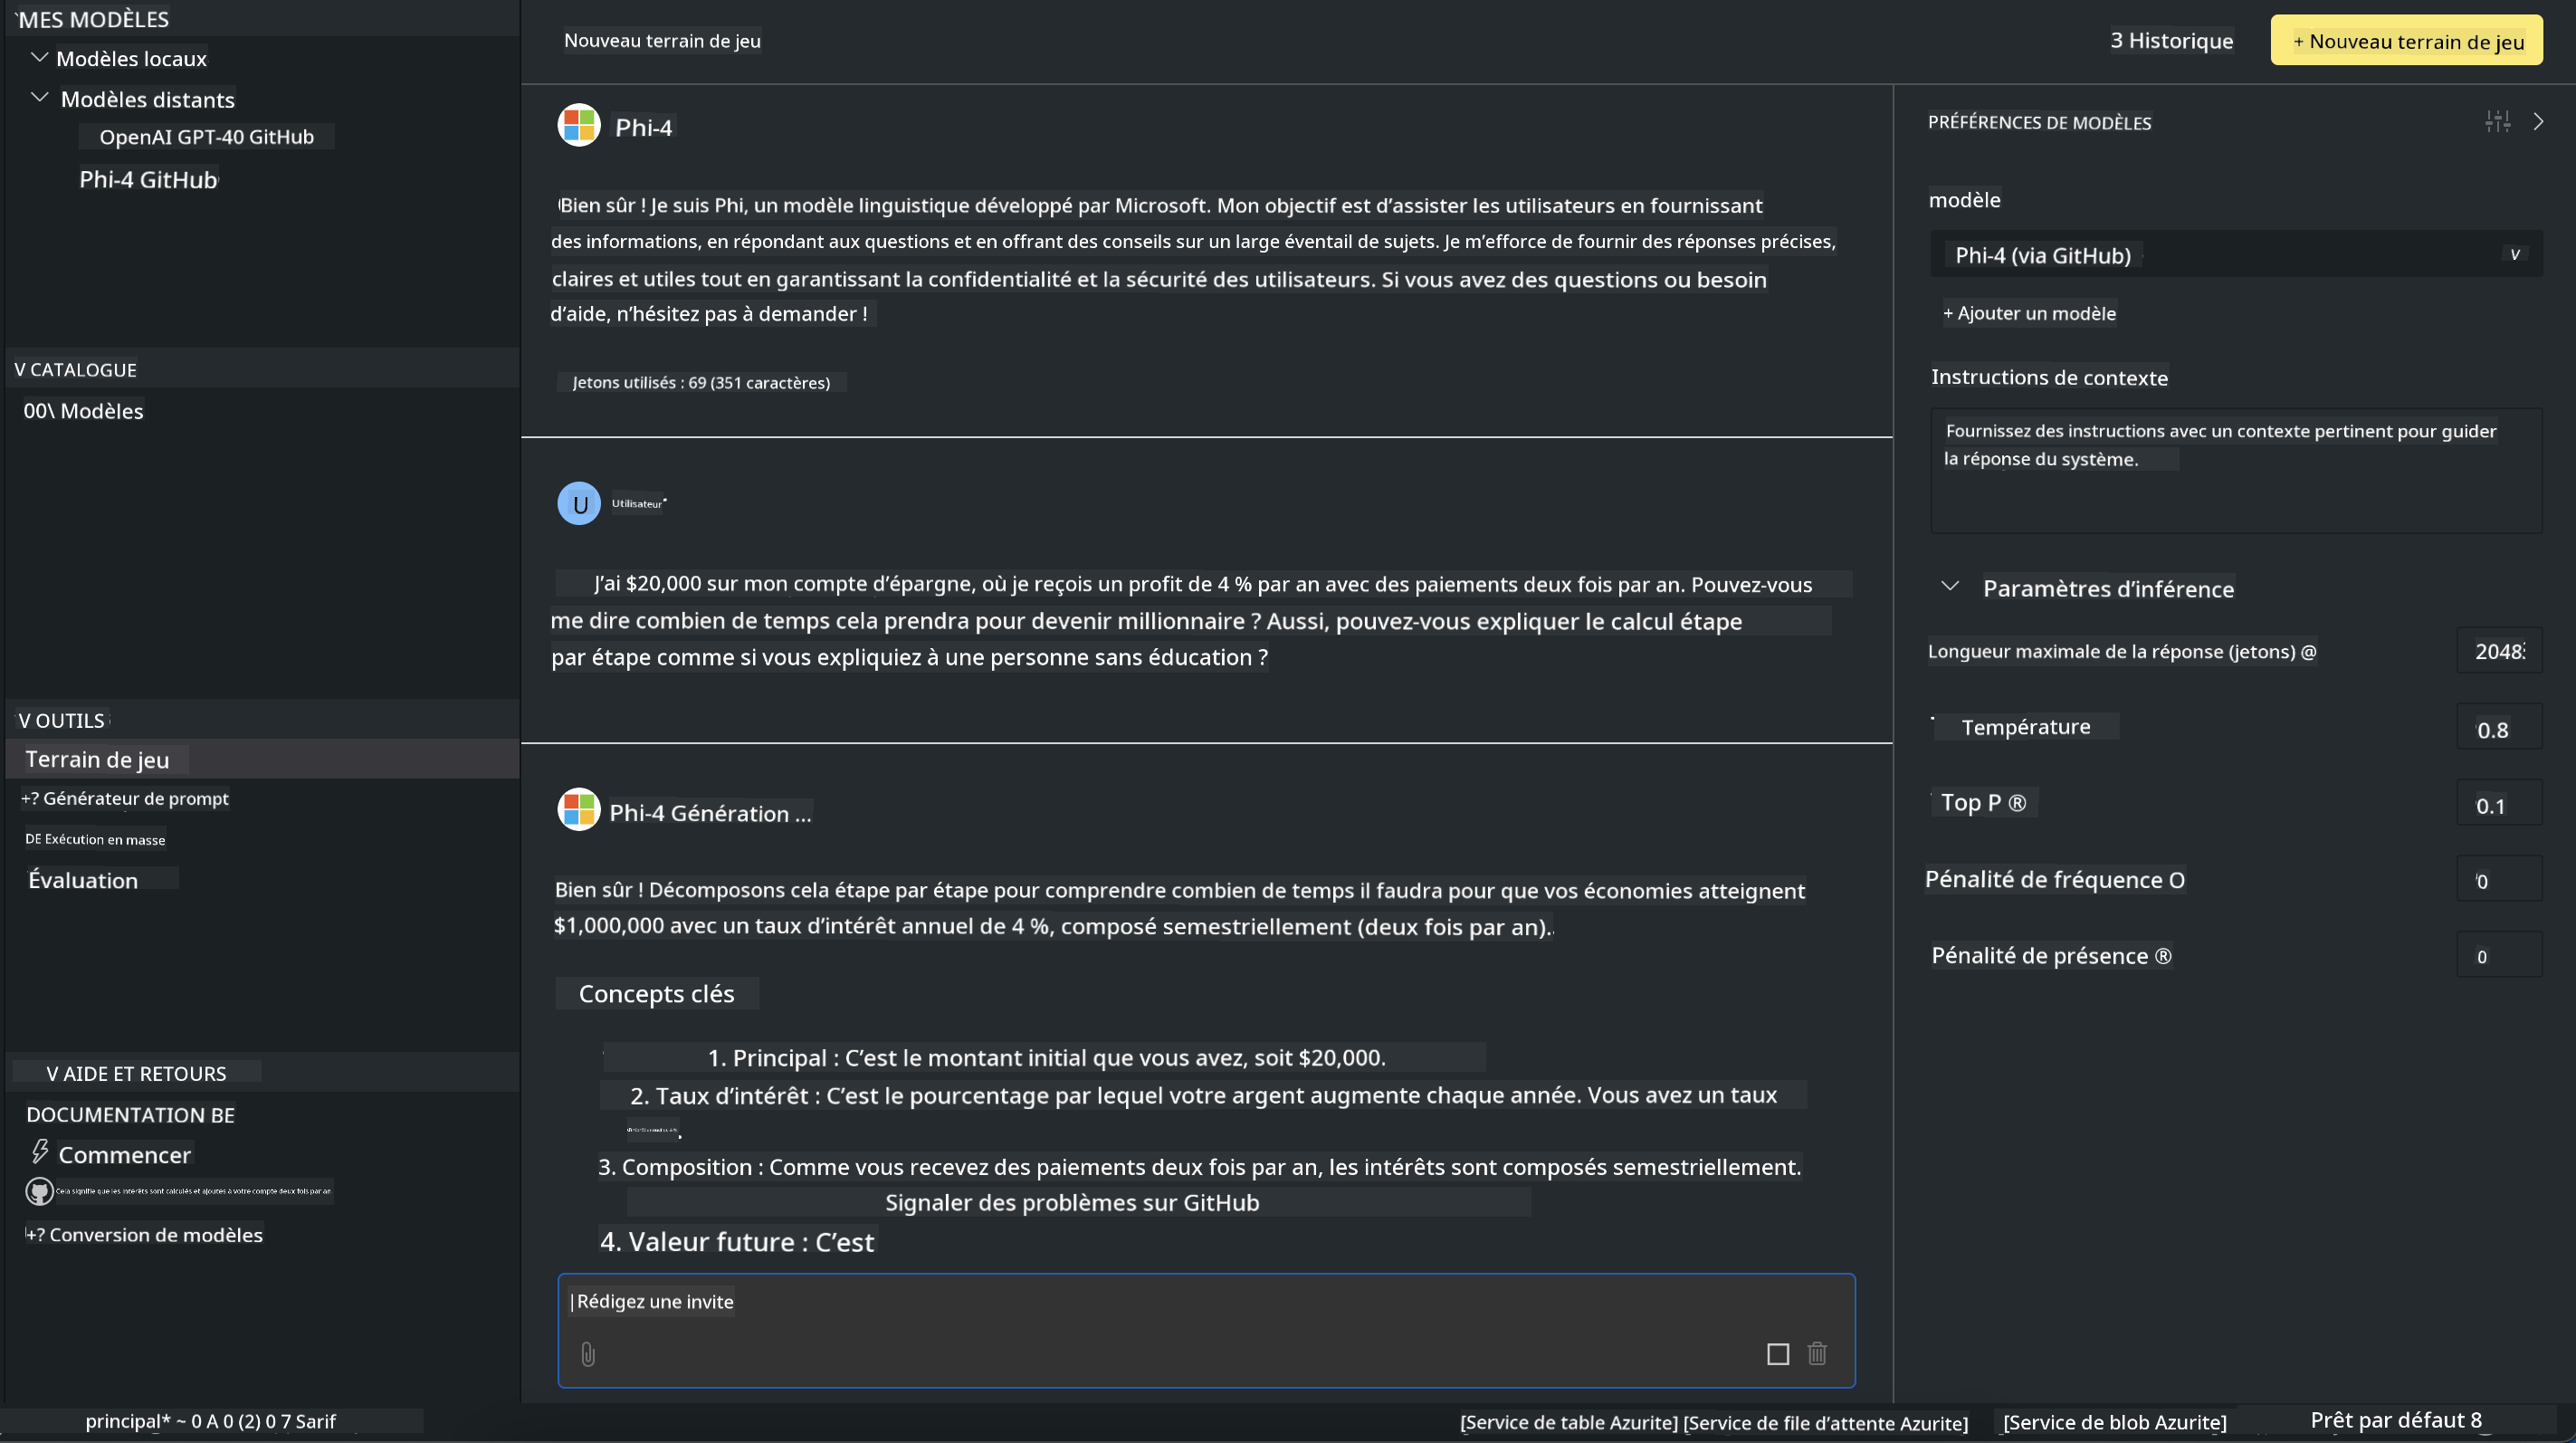 MES MODÈLES
Modèles locaux
Modèles distants
OpenAI GPT-40 GitHub
Phi-4 GitHub
V CATALOGUE
00\ Modèles
V OUTILS
Terrain de jeu
+? Générateur de prompt
DE Exécution en masse
Évaluation
V AIDE ET RETOURS
DOCUMENTATION BE
Commencer
Cela signifie que les intérêts sont calculés et ajoutés à votre compte deux fois par an
+? Conversion de modèles
Nouveau terrain de jeu
3 Historique
+ Nouveau terrain de jeu
Phi-4
Bien sûr ! Je suis Phi, un modèle linguistique développé par Microsoft. Mon objectif est d’assister les utilisateurs en fournissant
des informations, en répondant aux questions et en offrant des conseils sur un large éventail de sujets. Je m’efforce de fournir des réponses précises,
claires et utiles tout en garantissant la confidentialité et la sécurité des utilisateurs. Si vous avez des questions ou besoin
d’aide, n’hésitez pas à demander !
Jetons utilisés : 69 (351 caractères)
U Utilisateur
J’ai $20,000 sur mon compte d’épargne, où je reçois un profit de 4 % par an avec des paiements deux fois par an. Pouvez-vous
me dire combien de temps cela prendra pour devenir millionnaire ? Aussi, pouvez-vous expliquer le calcul étape
par étape comme si vous expliquiez à une personne sans éducation ?
Phi-4 Génération ...
Bien sûr ! Décomposons cela étape par étape pour comprendre combien de temps il faudra pour que vos économies atteignent
$1,000,000 avec un taux d’intérêt annuel de 4 %, composé semestriellement (deux fois par an).
Concepts clés
1. Principal : C’est le montant initial que vous avez, soit $20,000.
2. Taux d’intérêt : C’est le pourcentage par lequel votre argent augmente chaque année. Vous avez un taux
3. Composition : Comme vous recevez des paiements deux fois par an, les intérêts sont composés semestriellement.
Signaler des problèmes sur GitHub
4. Valeur future : C’est
Rédigez une invite
PRÉFÉRENCES DE MODÈLES
modèle
Phi-4 (via GitHub) v
+ Ajouter un modèle
Instructions de contexte
Fournissez des instructions avec un contexte pertinent pour guider
la réponse du système.
Paramètres d’inférence
Longueur maximale de la réponse (jetons) @ 2048
Température 0.8
Top P ® 0.1
Pénalité de fréquence O 0
Pénalité de présence ® 0
principal* ~ 0 A 0 (2) 0 7 Sarif
[Service de table Azurite] [Service de file d’attente Azurite] [Service de blob Azurite] Prêt par défaut 8